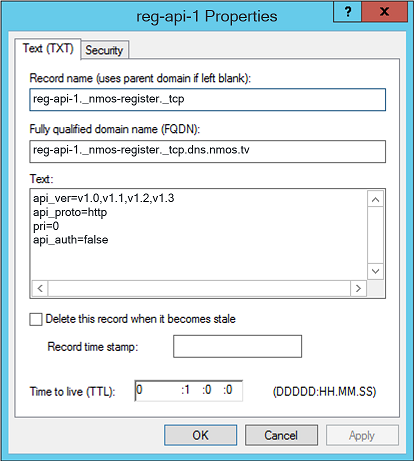 reg-api-1 Properties
? X
Text (TXT) Security
Record name (uses parent domain if left blank):
reg-api-1._nmos-register._tcp
Fully qualified domain name (FQDN):
reg-api-1._nmos-register._tcp.dns.nmos.tv
Text:
api_ver=v1.0,v1.1,v1.2,v1.3
api_proto=http
pri=0
api_auth=false
Delete this record when it becomes stale
Record time stamp:
Time to live (TTL): 0 :1 :0 :0 (DDDDD:HH.MM.SS)
OK Cancel Apply